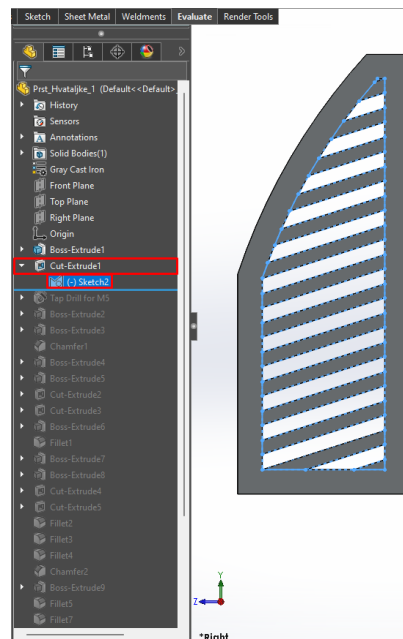 Sketch Sheet Metal Weldments Evaluate Render Tools
Prst_Hvataljke_1 (Default<<Default>_
History
Sensors
Annotations
Solid Bodies(1)
Gray Cast Iron
Front Plane
Top Plane
Right Plane
Origin
Boss-Extrude1
Cut-Extrude1
(-) Sketch2
Tap Drill for M5
Boss-Extrude2
Boss-Extrude3
Chamfer1
Boss-Extrude4
Boss-Extrude5
Cut-Extrude2
Cut-Extrude3
Boss-Extrude6
Fillet1
Boss-Extrude7
Boss-Extrude8
Cut-Extrude4
Cut-Extrude5
Fillet2
Fillet3
Fillet4
Chamfer2
Boss-Extrude9
Fillet5
Fillet7
Y
Z
*Right